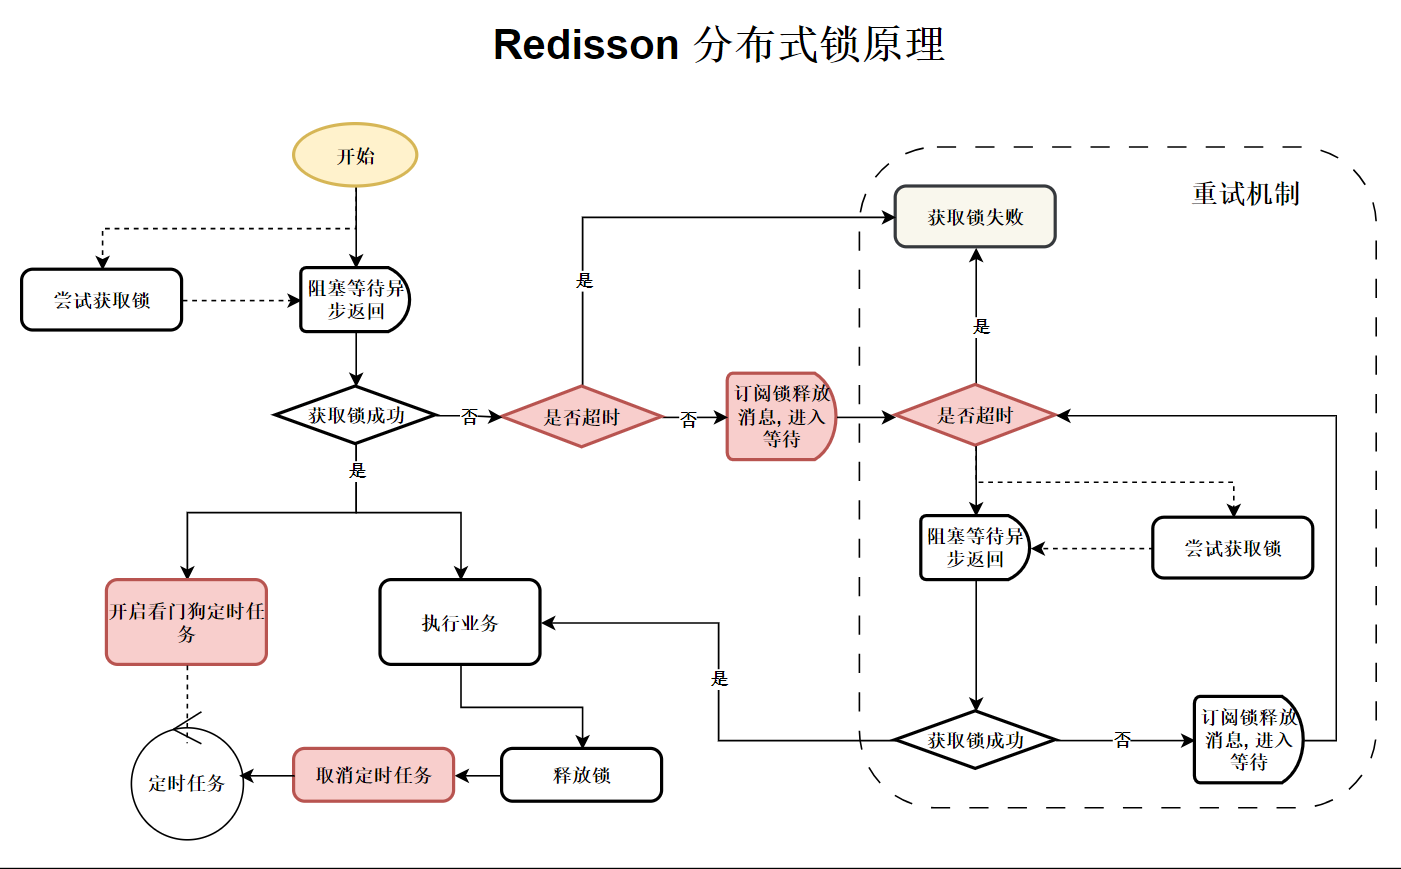 Redisson 分布式锁原理
开始
重试机制
获取锁失败
是
尝试获取锁
阻塞等待异
步返回
是
获取锁成功
否
是否超时
否
订阅锁释放
消息, 进入
等待
是否超时
是
阻塞等待异
步返回
尝试获取锁
开启看门狗定时任
务
执行业务
是
获取锁成功
否
订阅锁释放
消息, 进入
等待
定时任务
取消定时任务
释放锁